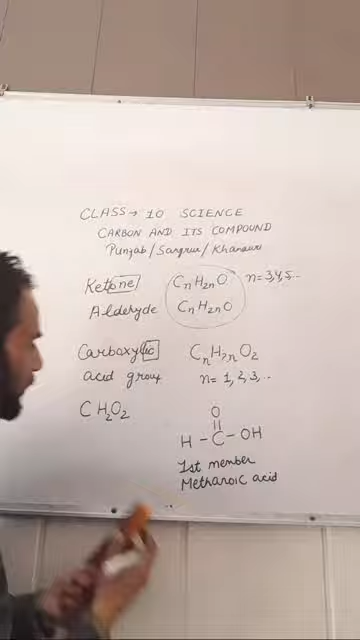 CLASS → 10 SCIENCE
CARBON AND ITS COMPOUND
Punjab/Sangrur/Khanauri
Ketone CnH2nO n=3,4,5...
Aldehyde CnH2nO
Carboxylic CnH2nO2
acid group n= 1, 2, 3, ..
CH2O2
O
H - C - OH
1st member
Methanoic acid